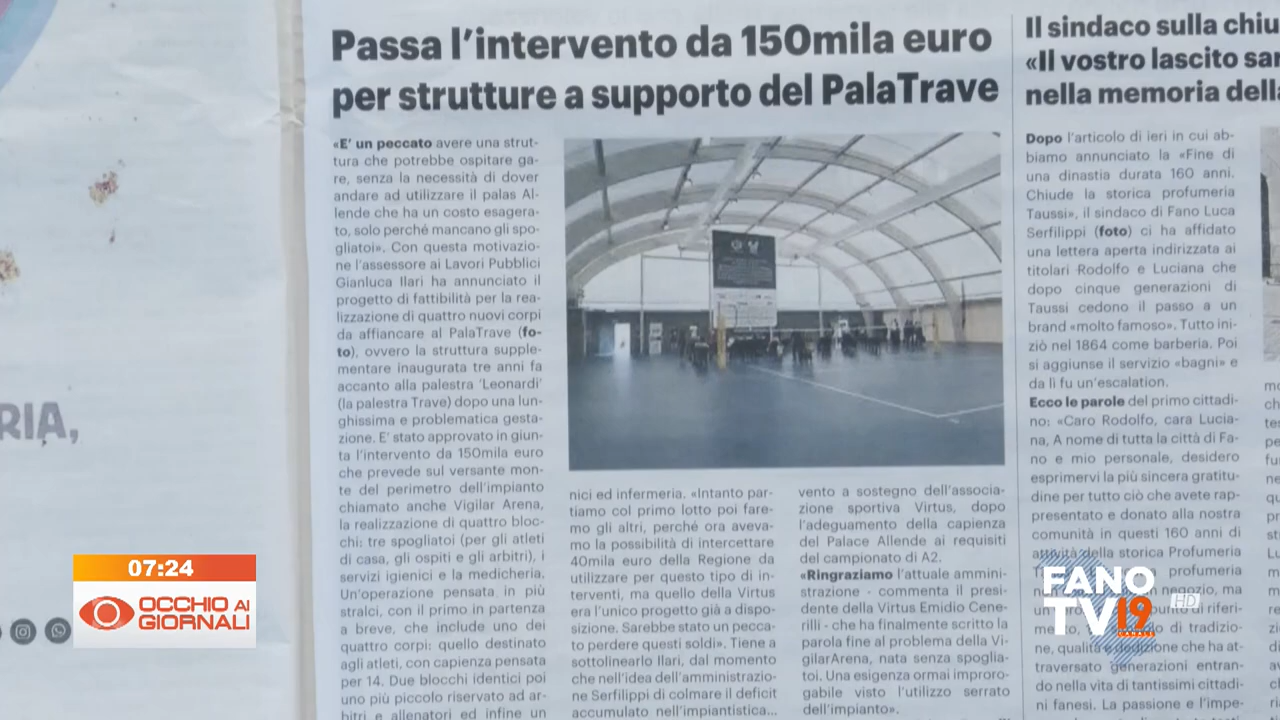 Passa l'intervento da 150mila euro
per strutture a supporto del PalaTrave
«E' un peccato avere una strut-
tura che potrebbe ospitare ga-
re, senza la necessità di dover
andare ad utilizzare il palas Al-
lende che ha un costo esagera-
to, solo perché mancano gli spo-
gliatoi». Con questa motivazio-
ne l'assessore ai Lavori Pubblici
Gianluca Ilari ha annunciato il
progetto di fattibilità per la rea-
lizzazione di quattro nuovi corpi
da affiancare al PalaTrave (fo-
to), ovvero la struttura supple-
mentare inaugurata tre anni fa
accanto alla palestra 'Leonardi'
(la palestra Trave) dopo una lun-
ghissima e problematica gesta-
zione. E' stato approvato in giun-
ta l'intervento da 150mila euro
che prevede sul versante mon-
te del perimetro dell'impianto
chiamato anche Vigilar Arena,
la realizzazione di quattro bloc-
chi: tre spogliatoi (per gli atleti
di casa, gli ospiti e gli arbitri), i
servizi igienici e la medicheria.
Un'operazione pensata in più
stralci, con il primo in partenza
a breve, che include uno dei
quattro corpi: quello destinato
agli atleti, con capienza pensata
per 14. Due blocchi identici poi
uno più piccolo riservato ad ar-
bitri e allenatori ed infine un
nici ed infermeria. «Intanto par-
tiamo col primo lotto poi fare-
mo gli altri, perché ora aveva-
mo la possibilità di intercettare
40mila euro della Regione da
utilizzare per questo tipo di in-
terventi, ma quello della Virtus
era l'unico progetto già a dispo-
sizione. Sarebbe stato un pecca-
to perdere questi soldi». Tiene a
sottolinearlo Ilari, dal momento
che nell'idea dell'amministrazio-
ne Serfilippi di colmare il deficit
accumulato nell'impiantistica...
vento a sostegno dell'associa-
zione sportiva Virtus, dopo
l'adeguamento della capienza
del Palace Allende ai requisiti
del campionato di A2.
«Ringraziamo l'attuale ammini-
strazione - commenta il presi-
dente della Virtus Emidio Cene-
rilli - che ha finalmente scritto la
parola fine al problema della Vi-
gilarArena, nata senza spoglia-
toi. Una esigenza ormai improro-
gabile visto l'utilizzo serrato
dell'impianto».
Il sindaco sulla chiu
«Il vostro lascito sar
nella memoria della
Dopo l'articolo di ieri in cui ab-
biamo annunciato la «Fine di
una dinastia durata 160 anni.
Chiude la storica profumeria
Taussi», il sindaco di Fano Luca
Serfilippi (foto) ci ha affidato
una lettera aperta indirizzata ai
titolari Rodolfo e Luciana che
dopo cinque generazioni di
Taussi cedono il passo a un
brand «molto famoso». Tutto ini-
ziò nel 1864 come barberia. Poi
si aggiunse il servizio «bagni» e
da lì fu un'escalation.
Ecco le parole del primo cittadi-
no: «Caro Rodolfo, cara Lucia-
na, A nome di tutta la città di Fa-
no e mio personale, desidero
esprimervi la più sincera gratitu-
dine per tutto ciò che avete rap-
presentato e donato alla nostra
comunità in questi 160 anni di
attività della storica Profumeria
profumeria
negozio, ma
riferi-
di tradizio-
ne, qualità e dedizione che ha at-
traversato generazioni entran-
do nella vita di tantissimi cittadi-
ni fanesi. La passione e l'impe-
RIA,
07:24
OCCHIO AI
GIORNALI
FANO
TV 19
CANALE
HD